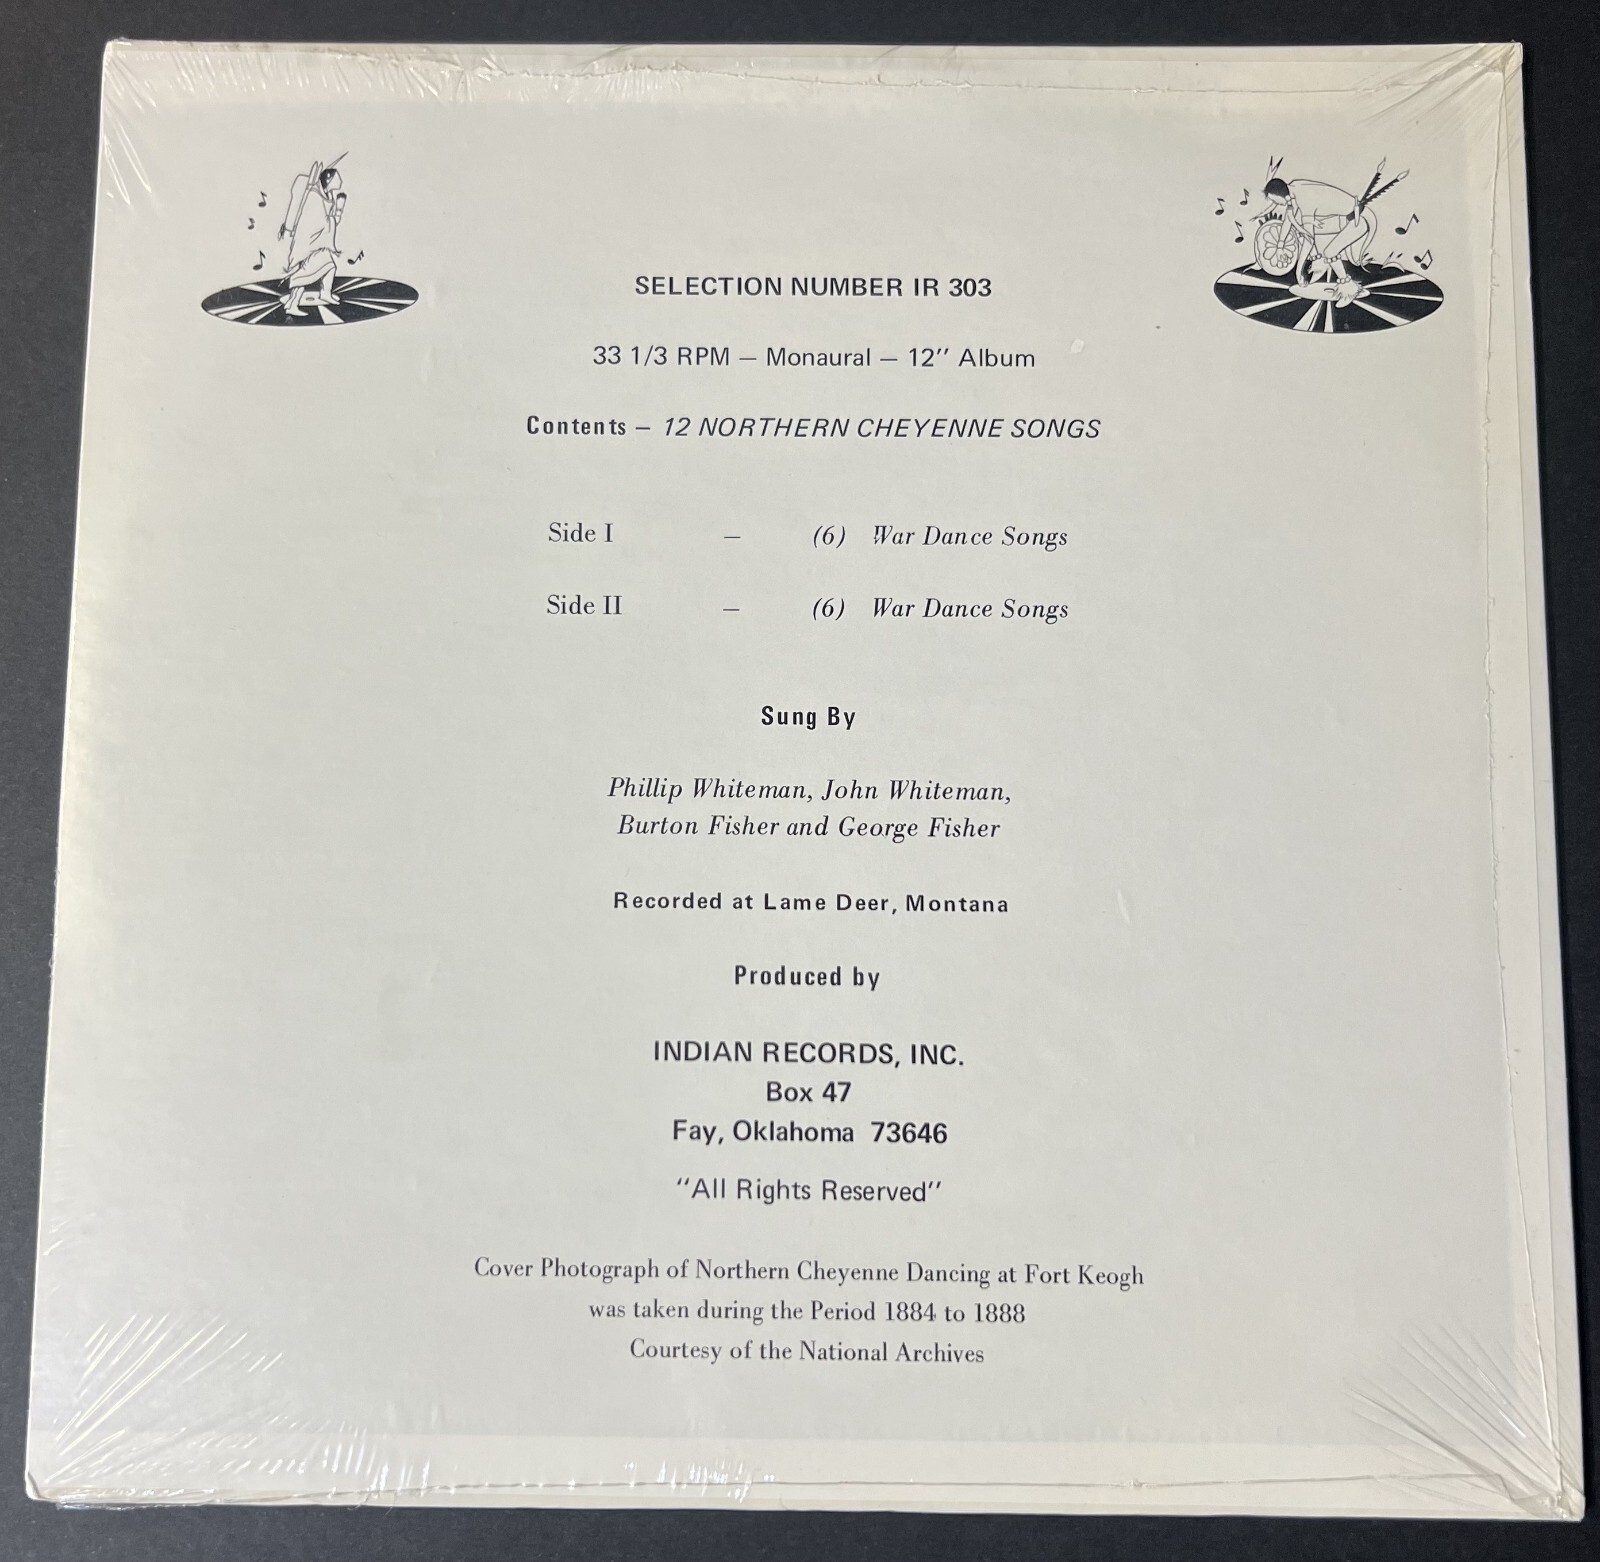 SELECTION NUMBER IR 303
33 1/3 RPM — Monaural — 12" Album
Contents — 12 NORTHERN CHEYENNE SONGS
Side I — (6) War Dance Songs
Side II — (6) War Dance Songs
Sung By
Phillip Whiteman, John Whiteman,
Burton Fisher and George Fisher
Recorded at Lame Deer, Montana
Produced by
INDIAN RECORDS, INC.
Box 47
Fay, Oklahoma 73646
"All Rights Reserved"
Cover Photograph of Northern Cheyenne Dancing at Fort Keogh
was taken during the Period 1884 to 1888
Courtesy of the National Archives